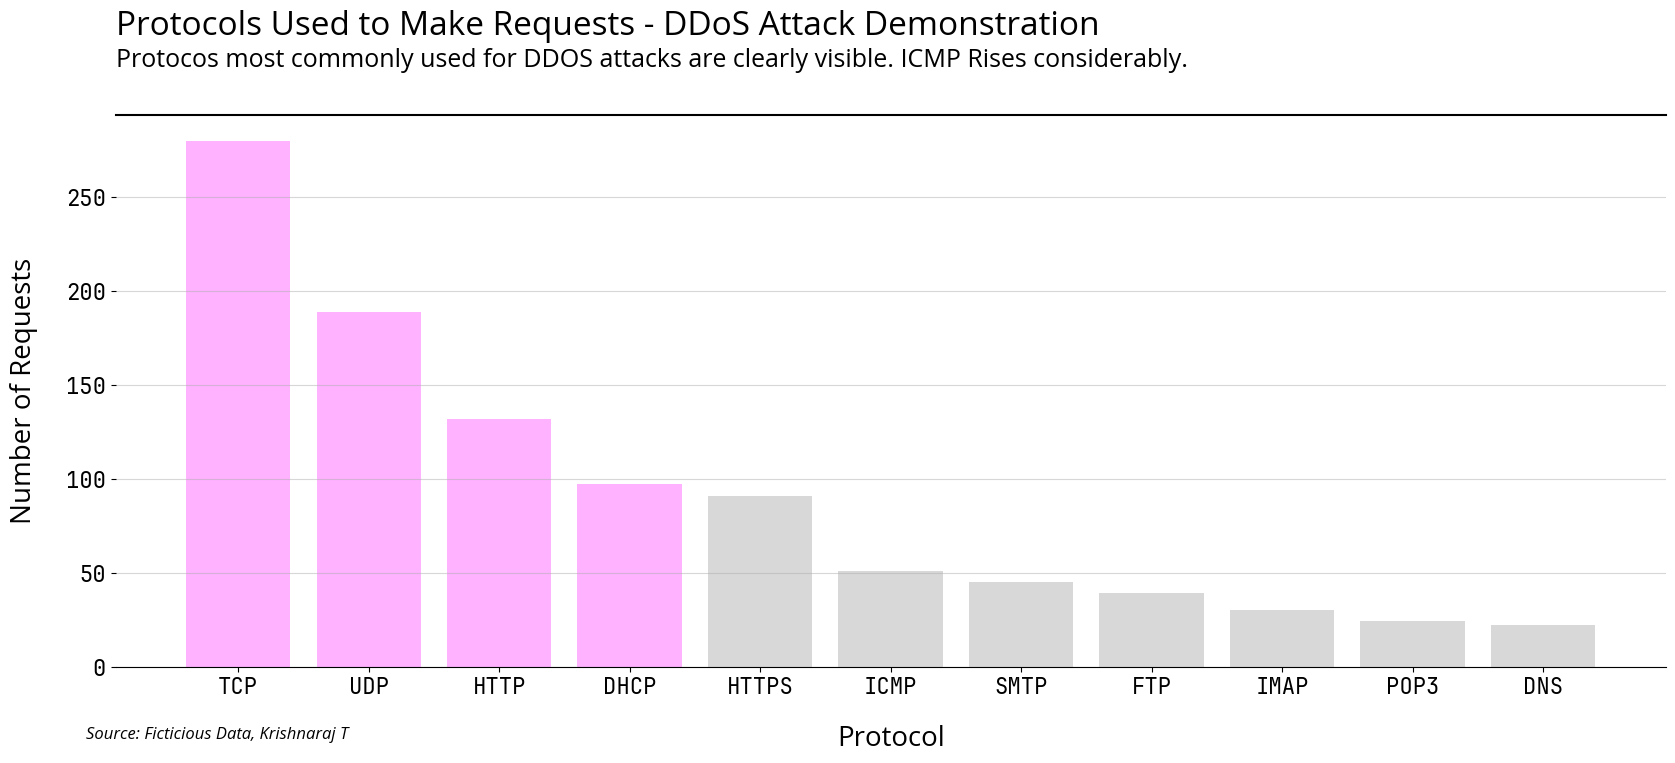 Protocols Used to Make Requests - DDoS Attack Demonstration
Protocos most commonly used for DDOS attacks are clearly visible. ICMP Rises considerably.
Number of Requests
250
200
150
100
50
0
TCP UDP HTTP DHCP HTTPS ICMP SMTP FTP IMAP POP3 DNS
Protocol
Source: Ficticious Data, Krishnaraj T